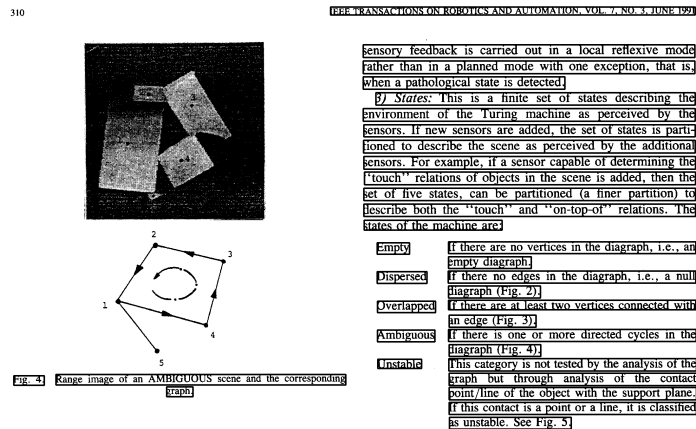 310
IEEE TRANSACTIONS ON ROBOTICS AND AUTOMATION, VOL. 7, NO. 3, JUNE 1991
2
3
1
4
5
Fig. 4. Range image of an AMBIGUOUS scene and the corresponding
graph.
sensory feedback is carried out in a local reflexive mode
rather than in a planned mode with one exception, that is,
when a pathological state is detected.
3) States: This is a finite set of states describing the
environment of the Turing machine as perceived by the
sensors. If new sensors are added, the set of states is parti-
tioned to describe the scene as perceived by the additional
sensors. For example, if a sensor capable of determining the
"touch" relations of objects in the scene is added, then the
set of five states, can be partitioned (a finer partition) to
describe both the "touch" and "on-top-of" relations. The
states of the machine are:
Empty If there are no vertices in the diagraph, i.e., an
empty diagraph.
Dispersed If there no edges in the diagraph, i.e., a null
diagraph (Fig. 2).
Overlapped If there are at least two vertices connected with
an edge (Fig. 3).
Ambiguous If there is one or more directed cycles in the
diagraph (Fig. 4).
Unstable This category is not tested by the analysis of the
graph but through analysis of the contact
point/line of the object with the support plane.
If this contact is a point or a line, it is classified
as unstable. See Fig. 5.